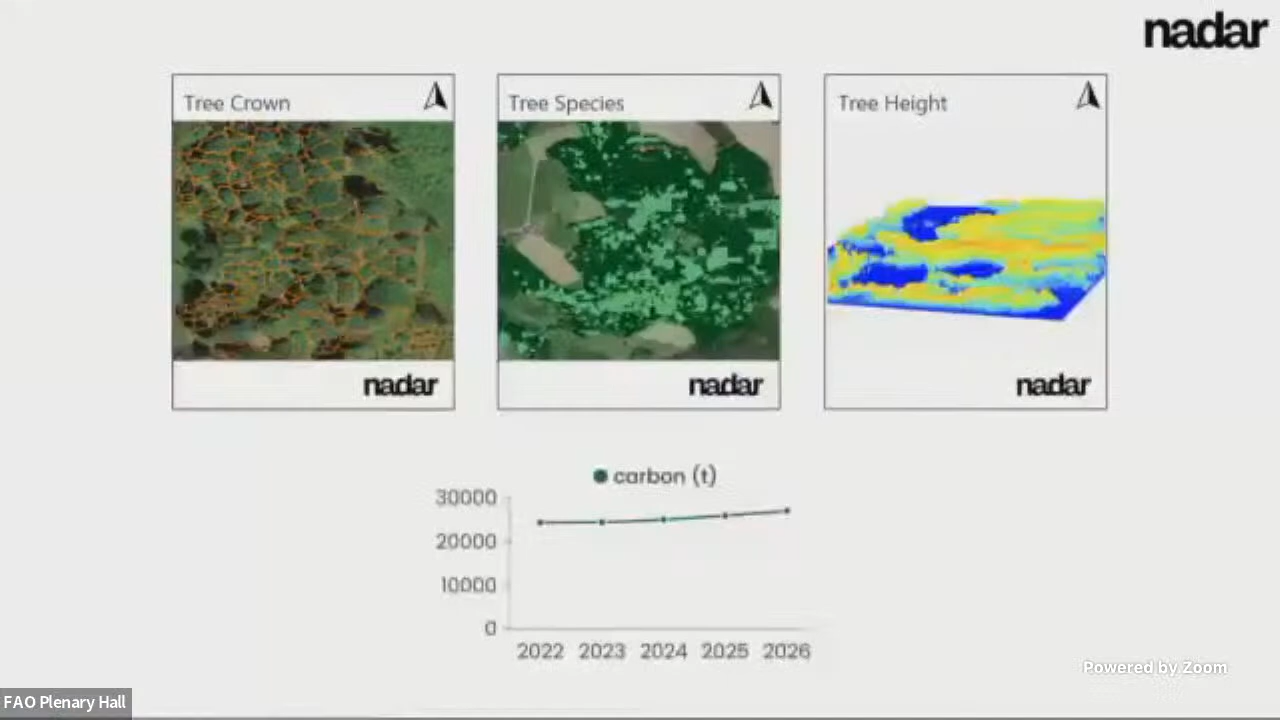 nadar
Tree Crown
Tree Species
Tree Height
nadar
nadar
nadar
carbon (t)
30000
20000
10000
0
2022 2023 2024 2025 2026
Powered by Zoom
FAO Plenary Hall